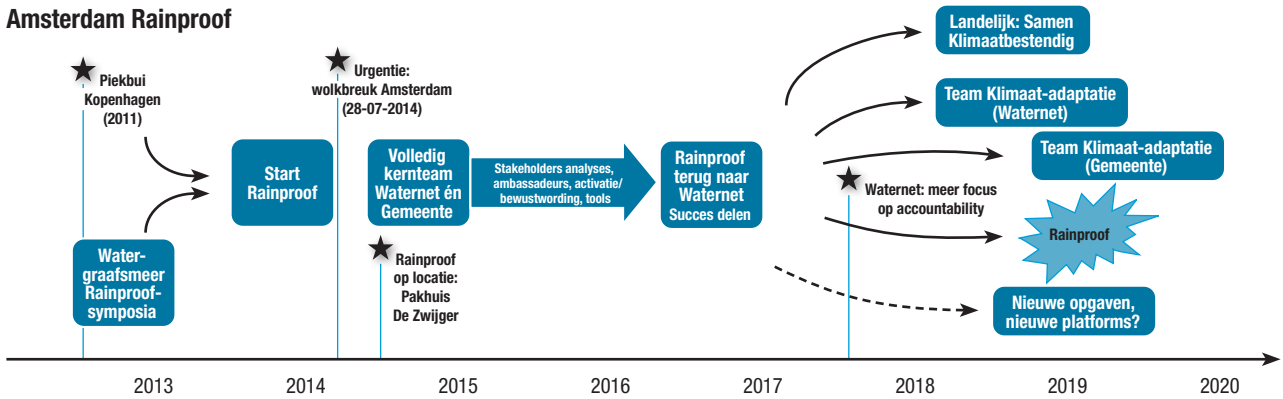 Amsterdam Rainproof
Piekbui
Kopenhagen
(2011)
Water-
graafsmeer
Rainproof-
symposia
Start
Rainproof
Urgentie:
wolkbreuk Amsterdam
(28-07-2014)
Volledig
kernteam
Waternet én
Gemeente
Rainproof
op locatie:
Pakhuis
De Zwijger
Stakeholders analyses,
ambassadeurs, activatie/
bewustwording, tools
Rainproof
terug naar
Waternet
Succes delen
Landelijk: Samen
Klimaatbestendig
Team Klimaat-adaptatie
(Waternet)
Team Klimaat-adaptatie
(Gemeente)
Waternet: meer focus
op accountability
Rainproof
Nieuwe opgaven,
nieuwe platforms?
2013 2014 2015 2016 2017 2018 2019 2020